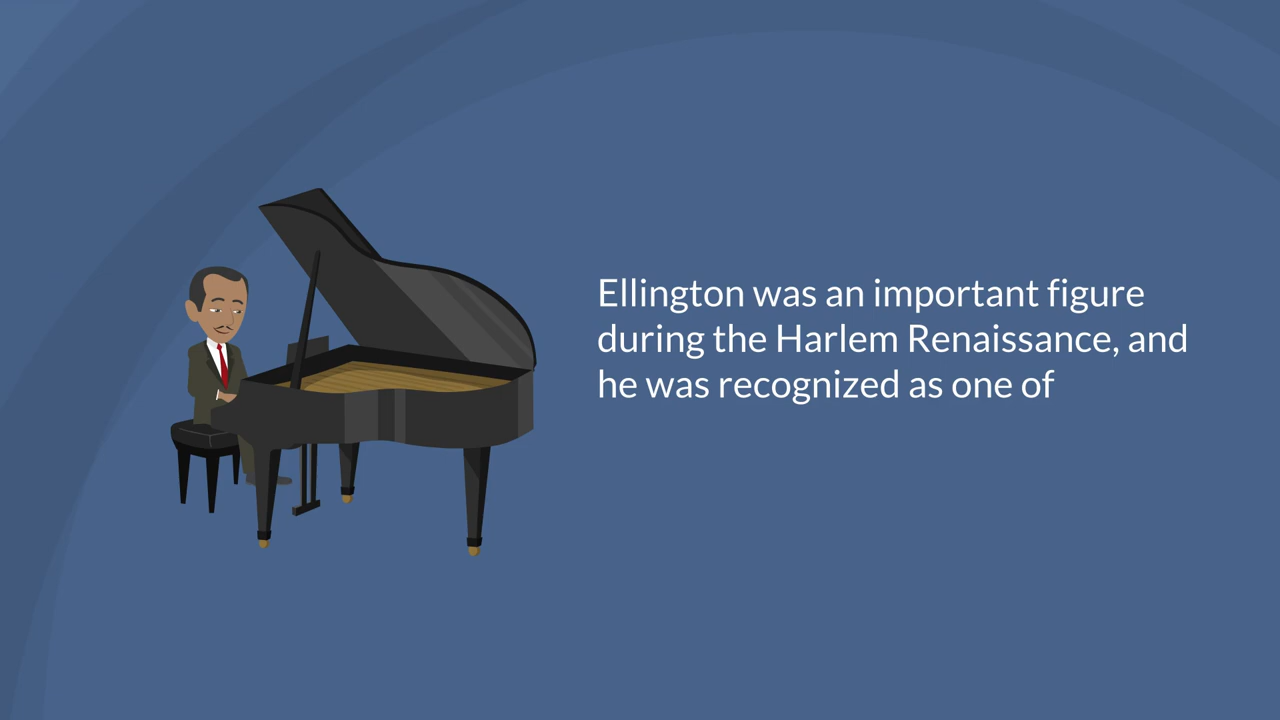 Ellington was an important figure
during the Harlem Renaissance, and
he was recognized as one of